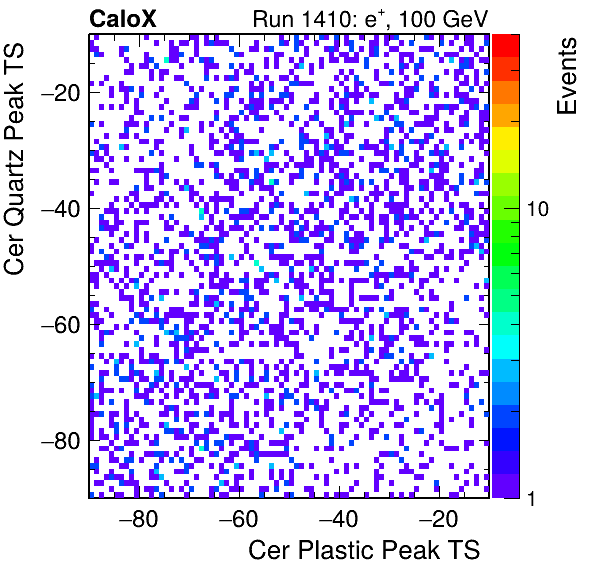 CaloX Run 1410: e⁺, 100 GeV
Events
Cer Quartz Peak TS
−20
−40
−60
−80
10
1
−80 −60 −40 −20
Cer Plastic Peak TS